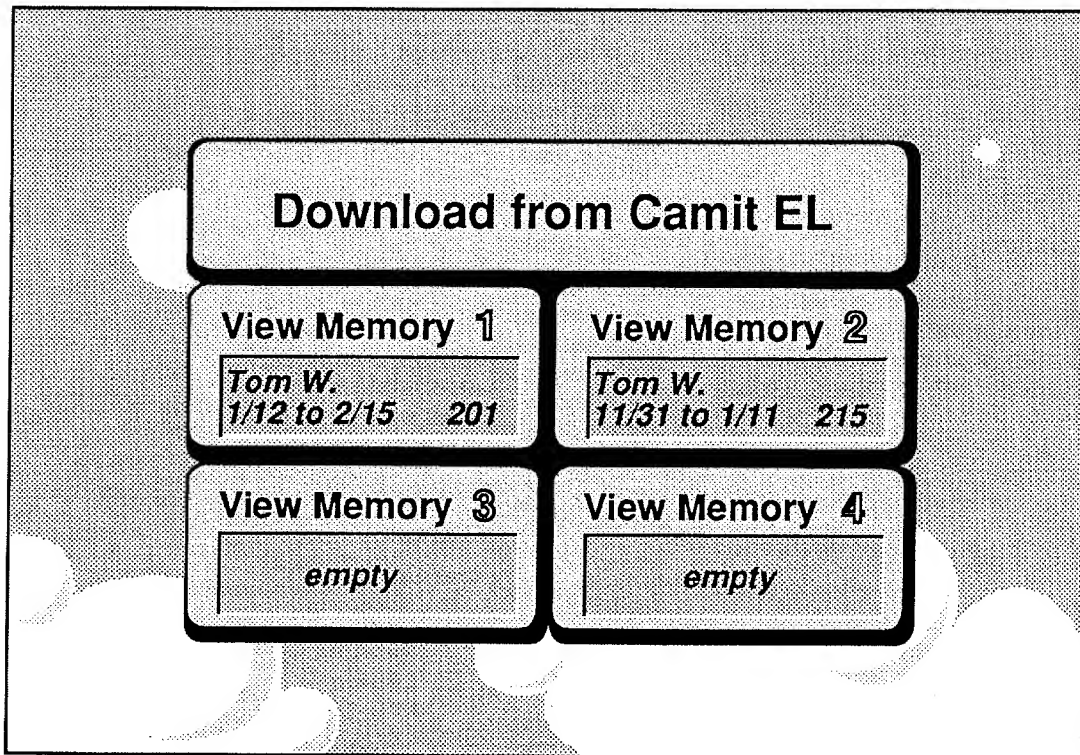 Download from Camit EL
View Memory 1
Tom W.
1/12 to 2/15 201
View Memory 2
Tom W.
11/31 to 1/11 215
View Memory 3
empty
View Memory 4
empty